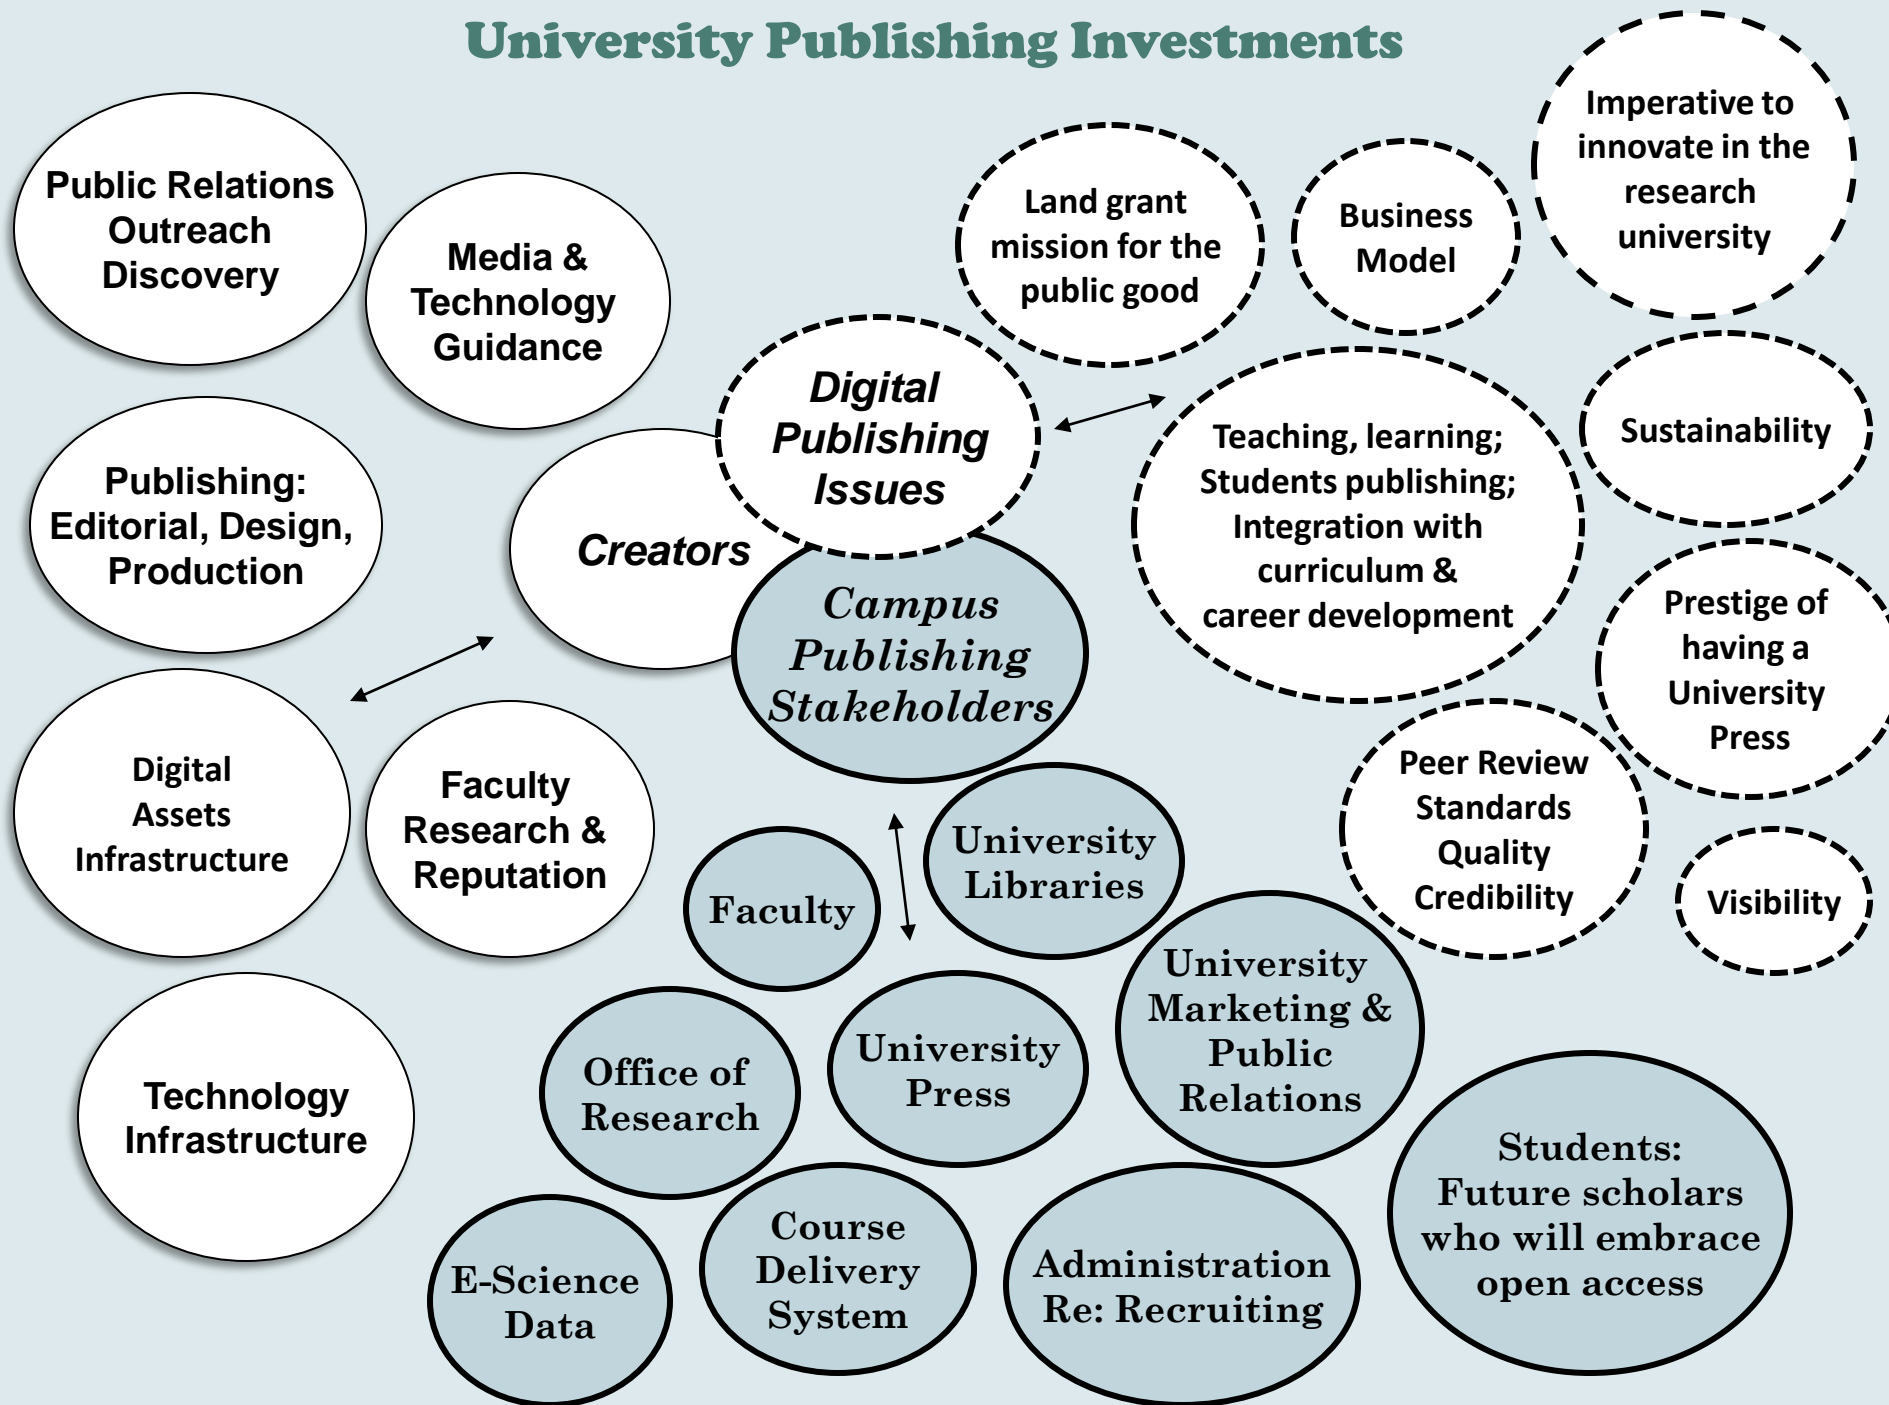 University Publishing Investments
Public Relations
Outreach
Discovery
Media &
Technology
Guidance
Publishing:
Editorial, Design,
Production
Creators
Digital
Assets
Infrastructure
Faculty
Research &
Reputation
Technology
Infrastructure
Digital
Publishing
Issues
Land grant
mission for the
public good
Business
Model
Imperative to
innovate in the
research
university
Teaching, learning;
Students publishing;
Integration with
curriculum &
career development
Sustainability
Prestige of
having a
University
Press
Peer Review
Standards
Quality
Credibility
Visibility
Campus
Publishing
Stakeholders
Faculty
University
Libraries
Office of
Research
University
Press
University
Marketing &
Public
Relations
E-Science
Data
Course
Delivery
System
Administration
Re: Recruiting
Students:
Future scholars
who will embrace
open access